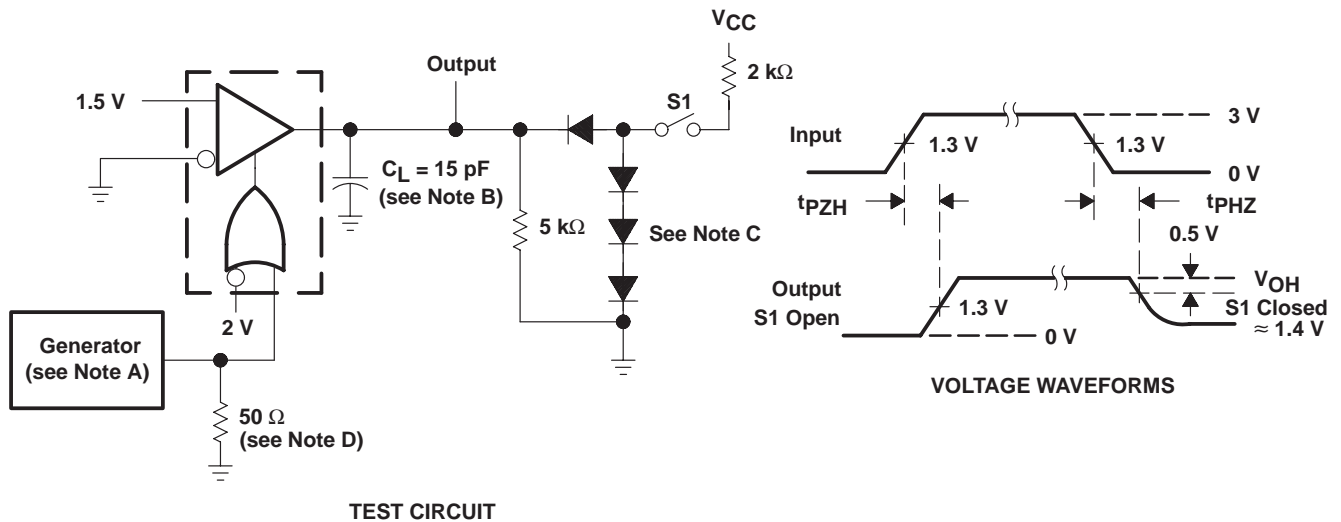 VCC
2 kΩ
Output
S1
1.5 V
CL = 15 pF
(see Note B)
5 kΩ
See Note C
2 V
Generator
(see Note A)
50 Ω
(see Note D)
TEST CIRCUIT
Input
1.3 V
1.3 V
3 V
0 V
tPZH
tPHZ
0.5 V
Output
S1 Open
1.3 V
0 V
VOH
S1 Closed
≈ 1.4 V
VOLTAGE WAVEFORMS